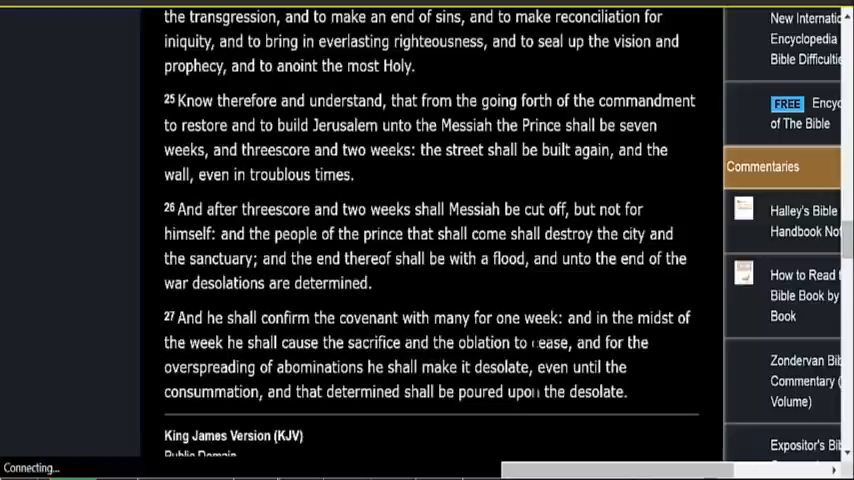 the transgression, and to make an end of sins, and to make reconciliation for
iniquity, and to bring in everlasting righteousness, and to seal up the vision and
prophecy, and to anoint the most Holy.
25 Know therefore and understand, that from the going forth of the commandment
to restore and to build Jerusalem unto the Messiah the Prince shall be seven
weeks, and threescore and two weeks: the street shall be built again, and the
wall, even in troublous times.
26 And after threescore and two weeks shall Messiah be cut off, but not for
himself: and the people of the prince that shall come shall destroy the city and
the sanctuary; and the end thereof shall be with a flood, and unto the end of the
war desolations are determined.
27 And he shall confirm the covenant with many for one week: and in the midst of
the week he shall cause the sacrifice and the oblation to cease, and for the
overspreading of abominations he shall make it desolate, even until the
consummation, and that determined shall be poured upon the desolate.
King James Version (KJV)
Public Domain
New Internatio
Encyclopedia
Bible Difficultie
FREE Ency
of The Bible
Commentaries
Halley's Bible
Handbook Not
How to Read t
Bible Book by
Book
Zondervan Bib
Commentary (
Volume)
Expositor's Bib
Connecting...